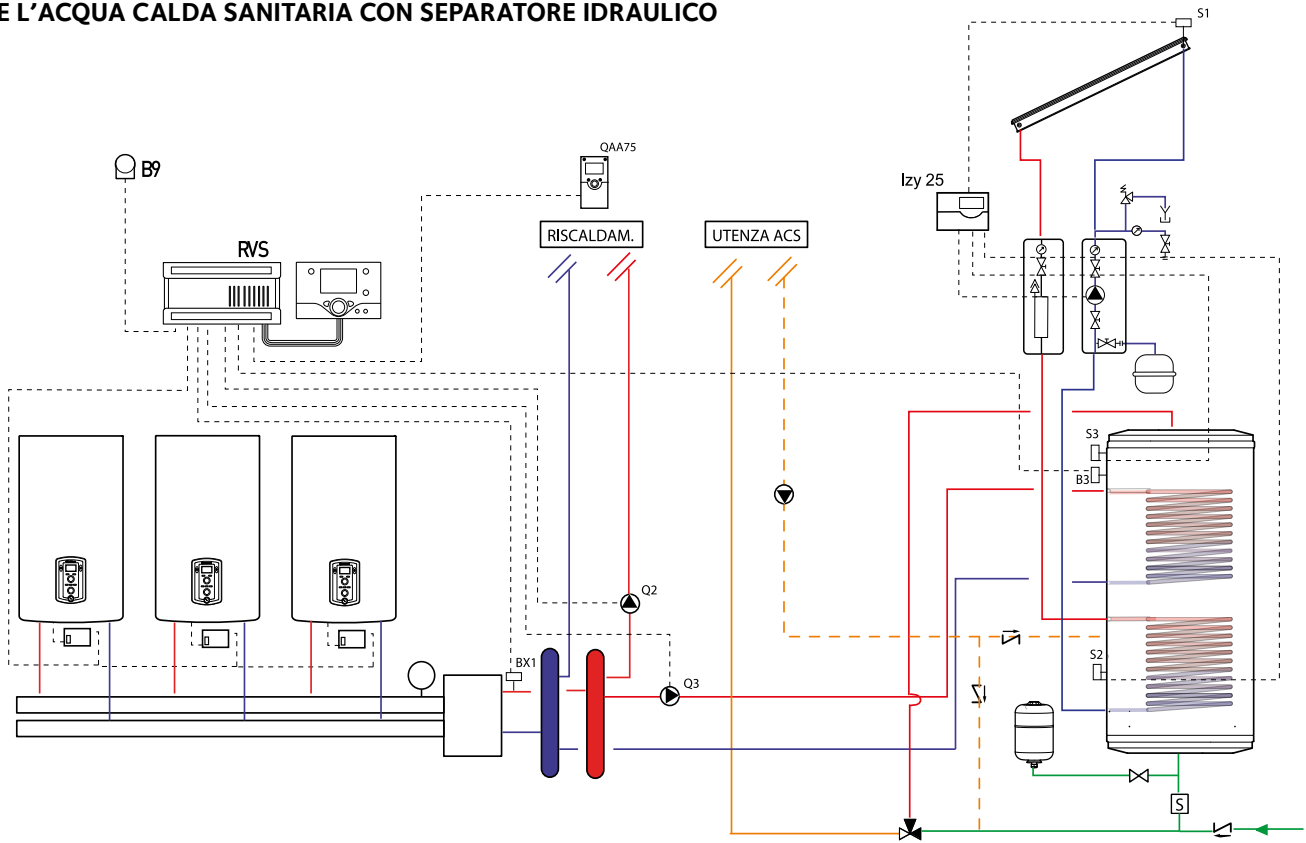 E L'ACQUA CALDA SANITARIA CON SEPARATORE IDRAULICO
S1
QAA75
B9
Izy 25
RISCALDAM.
UTENZA ACS
RVS
S3
B3
Q2
S2
BX1
Q3
S